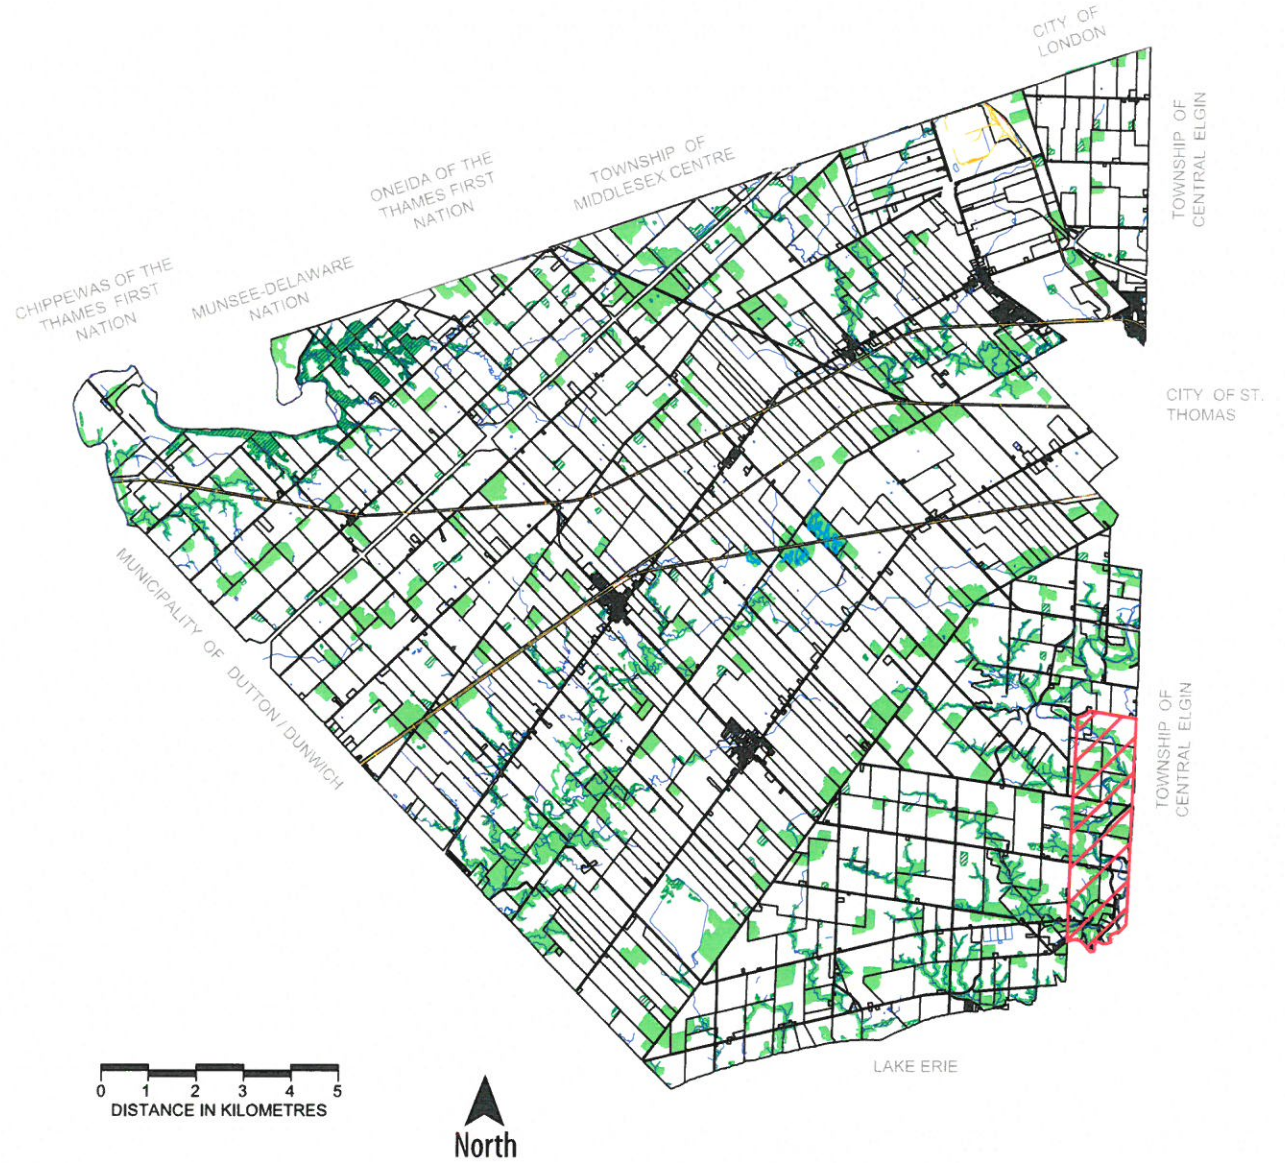 CITY OF
LONDON
TOWNSHIP OF
CENTRAL ELGIN
TOWNSHIP OF
MIDDLESEX CENTRE
ONEIDA OF THE
THAMES FIRST
NATION
MUNSEE-DELAWARE
NATION
CHIPPEWAS OF THE
THAMES FIRST
NATION
CITY OF ST.
THOMAS
MUNICIPALITY OF DUTTON / DUNWICH
TOWNSHIP OF
CENTRAL ELGIN
LAKE ERIE
0 1 2 3 4 5
DISTANCE IN KILOMETRES
North